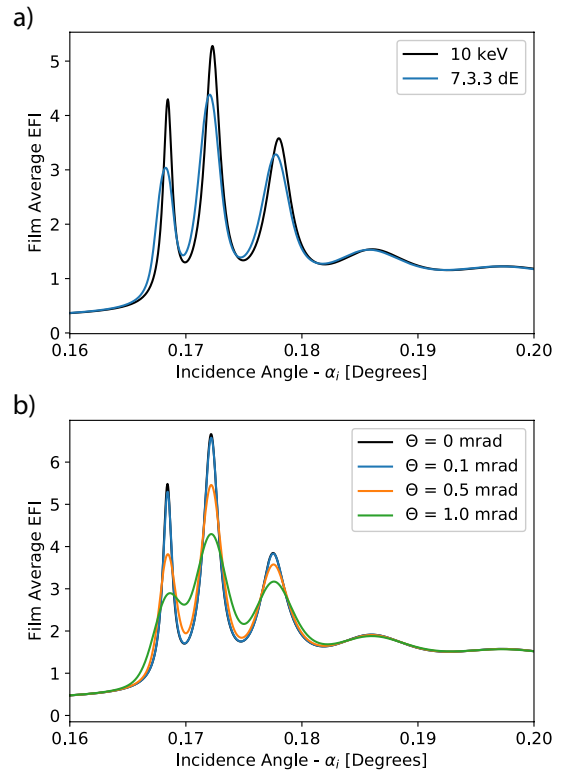 a)
5
4
3
2
1
0
Film Average EFI
10 keV
7.3.3 dE
0.16 0.17 0.18 0.19 0.20
Incidence Angle - αi [Degrees]
b)
6
5
4
3
2
1
0
Film Average EFI
Θ = 0 mrad
Θ = 0.1 mrad
Θ = 0.5 mrad
Θ = 1.0 mrad
0.16 0.17 0.18 0.19 0.20
Incidence Angle - αi [Degrees]